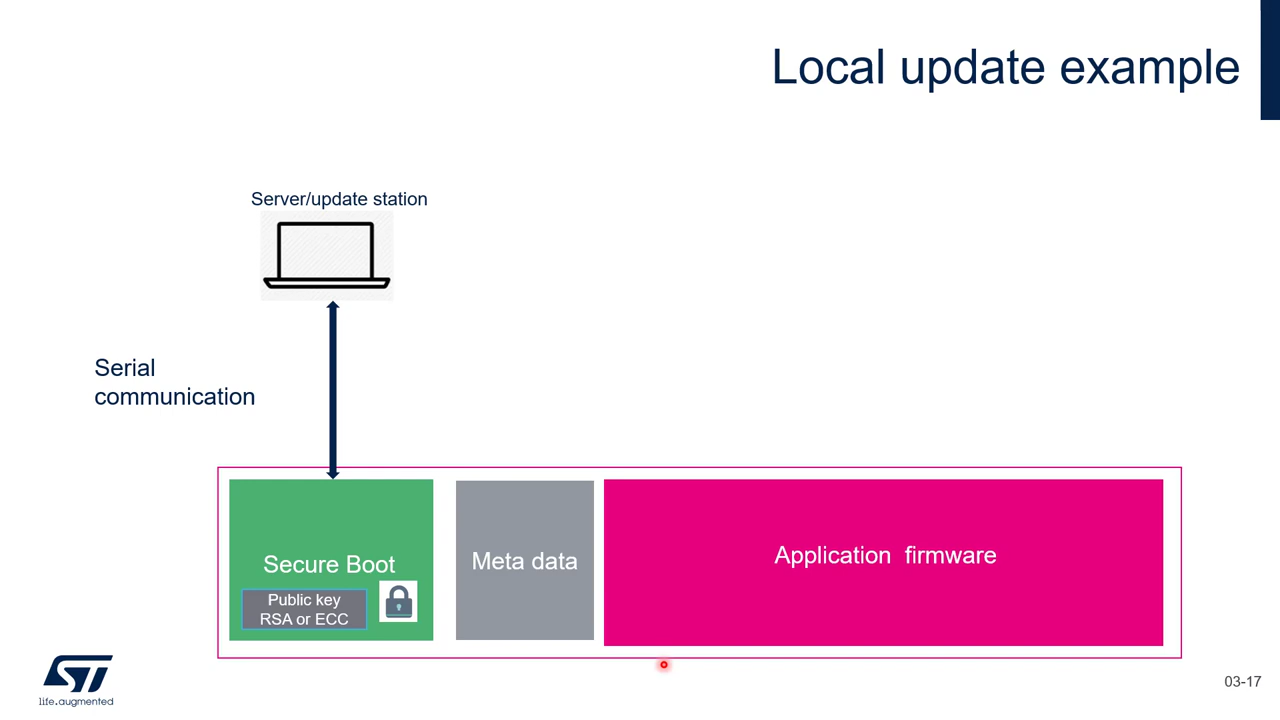 Local update example
Server/update station
Serial
communication
Secure Boot
Public key
RSA or ECC
Meta data
Application firmware
ST
life.augmented
03-17